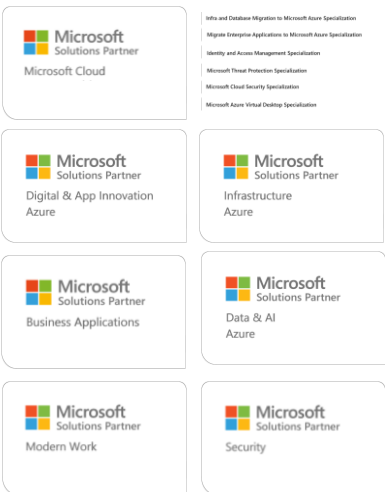 Microsoft
Solutions Partner
Microsoft Cloud
Infra and Database Migration to Microsoft Azure Specialization
Migrate Enterprise Applications to Microsoft Azure Specialization
Identity and Access Management Specialization
Microsoft Threat Protection Specialization
Microsoft Cloud Security Specialization
Microsoft Azure Virtual Desktop Specialization
Microsoft
Solutions Partner
Digital & App Innovation
Azure
Microsoft
Solutions Partner
Infrastructure
Azure
Microsoft
Solutions Partner
Business Applications
Microsoft
Solutions Partner
Data & AI
Azure
Microsoft
Solutions Partner
Modern Work
Microsoft
Solutions Partner
Security